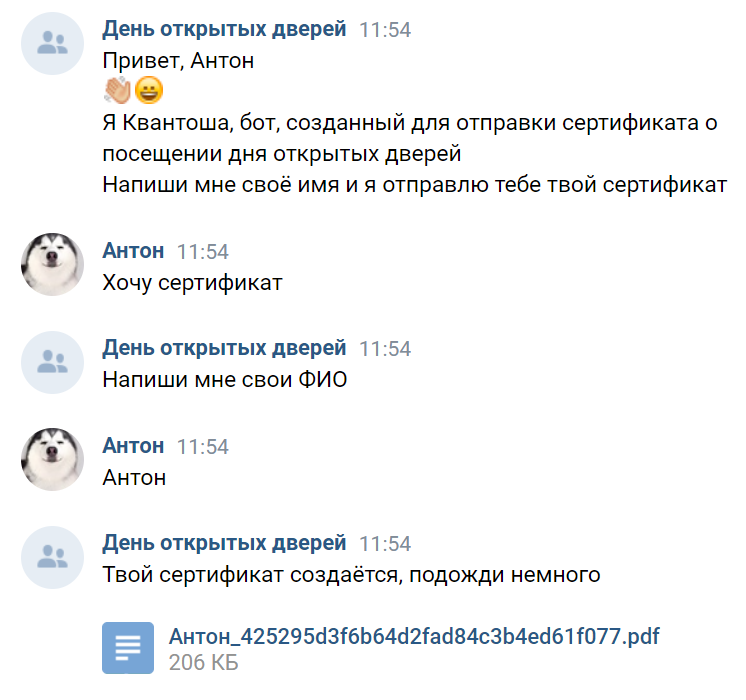 День открытых дверей 11:54
Привет, Антон
👋😀
Я Квантоша, бот, созданный для отправки сертификата о
посещении дня открытых дверей
Напиши мне своё имя и я отправлю тебе твой сертификат
Антон 11:54
Хочу сертификат
День открытых дверей 11:54
Напиши мне свои ФИО
Антон 11:54
Антон
День открытых дверей 11:54
Твой сертификат создаётся, подожди немного
Антон_425295d3f6b64d2fad84c3b4ed61f077.pdf
206 КБ